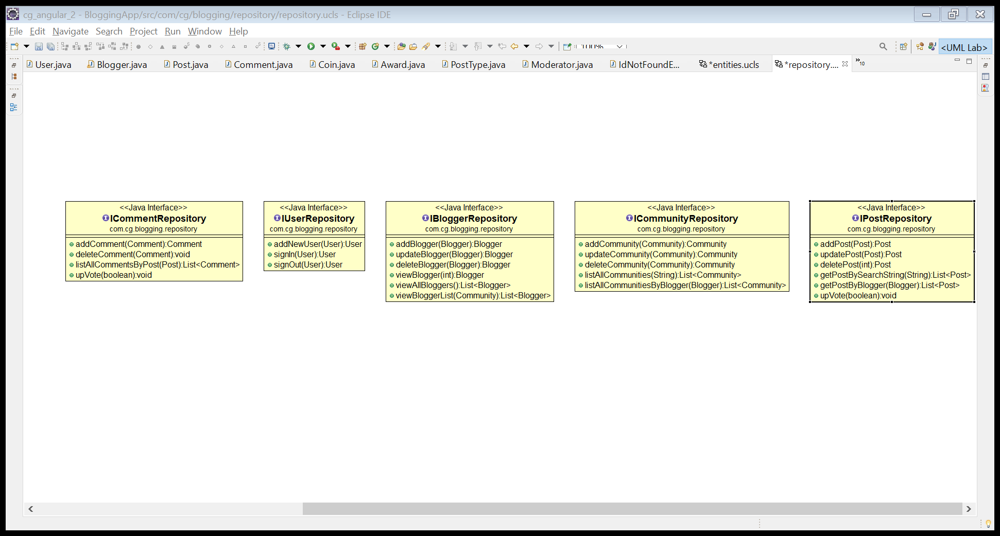 cg_angular_2 - BloggingApp/src/com/cg/blogging/repository/repository.ucls - Eclipse IDE
File Edit Navigate Search Project Run Window Help
100%
<UML Lab>
User.java Blogger.java Post.java Comment.java Coin.java Award.java PostType.java Moderator.java IdNotFoundE... *entities.ucls *repository.... »10
<<Java Interface>>
ICommentRepository
com.cg.blogging.repository
addComment(Comment):Comment
deleteComment(Comment):void
listAllCommentsByPost(Post):List<Comment>
upVote(boolean):void
<<Java Interface>>
IUserRepository
com.cg.blogging.repository
addNewUser(User):User
signIn(User):User
signOut(User):User
<<Java Interface>>
IBloggerRepository
com.cg.blogging.repository
addBlogger(Blogger):Blogger
updateBlogger(Blogger):Blogger
deleteBlogger(Blogger):Blogger
viewBlogger(int):Blogger
viewAllBloggers():List<Blogger>
viewBloggerList(Community):List<Blogger>
<<Java Interface>>
ICommunityRepository
com.cg.blogging.repository
addCommunity(Community):Community
updateCommunity(Community):Community
deleteCommunity(Community):Community
listAllCommunities(String):List<Community>
listAllCommunitiesByBlogger(Blogger):List<Community>
<<Java Interface>>
IPostRepository
com.cg.blogging.repository
addPost(Post):Post
updatePost(Post):Post
deletePost(int):Post
getPostBySearchString(String):List<Post>
getPostByBlogger(Blogger):List<Post>
upVote(boolean):void